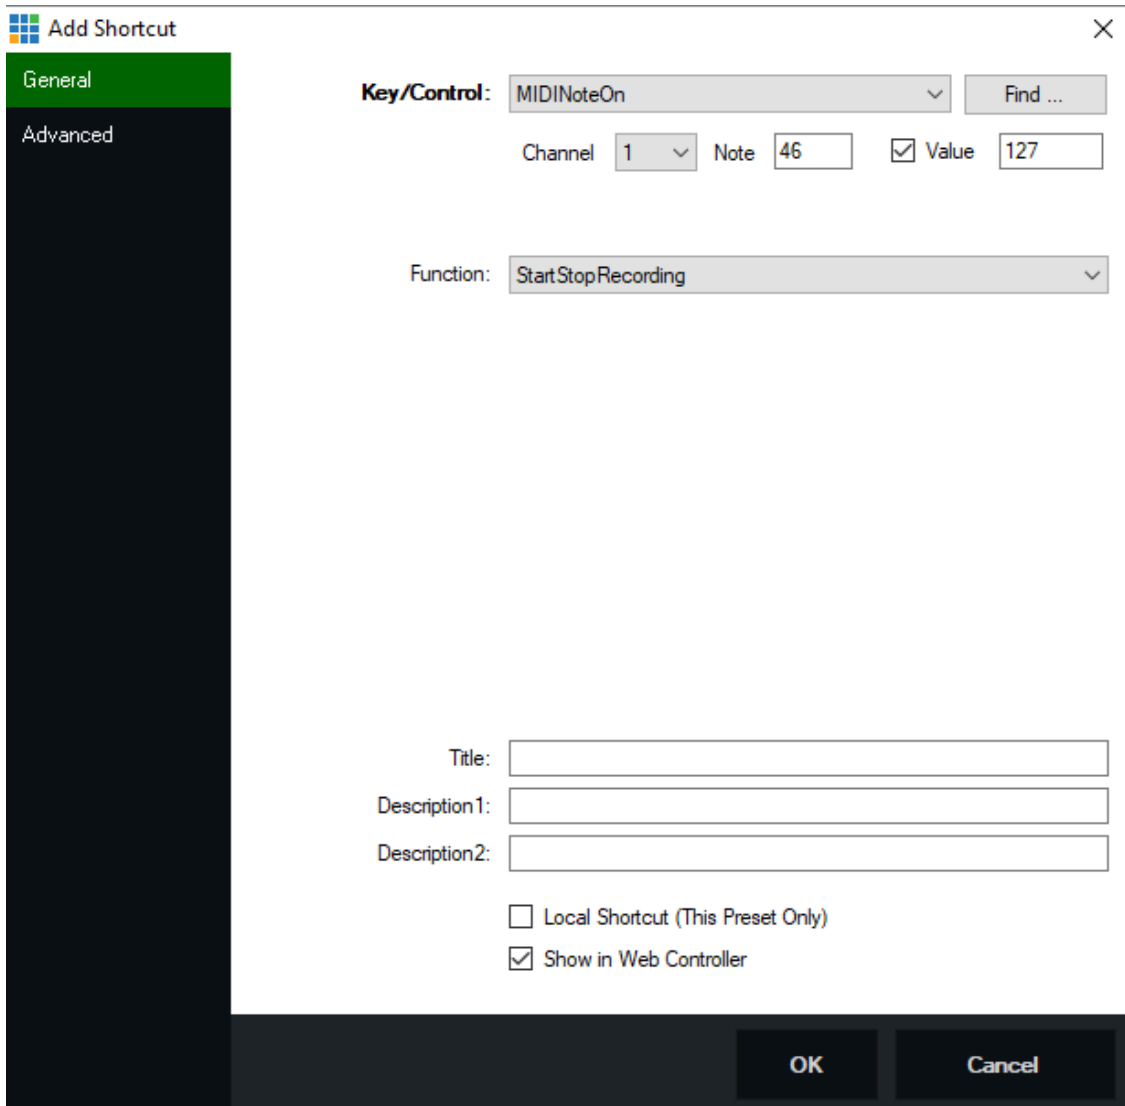 Add Shortcut
General
Advanced
Key/Control: MIDINoteOn Find ...
Channel 1 Note 46 Value 127
Function: StartStopRecording
Title:
Description1:
Description2:
Local Shortcut (This Preset Only)
Show in Web Controller
OK Cancel